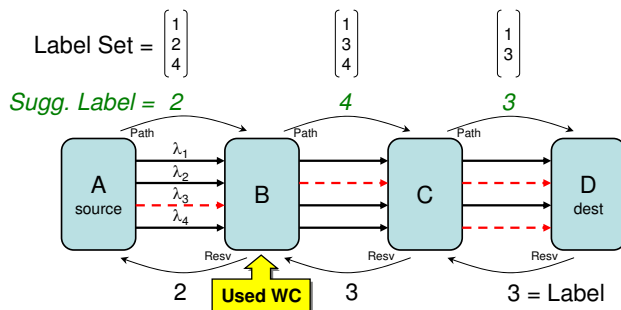 Label Set = 1 2 4 1 3 4 1 3
Sugg. Label = 2 4 3
Path Path Path
A source
λ1
λ2
λ3
λ4
B
C
D dest
Resv Resv Resv
2 3 3 = Label
Used WC